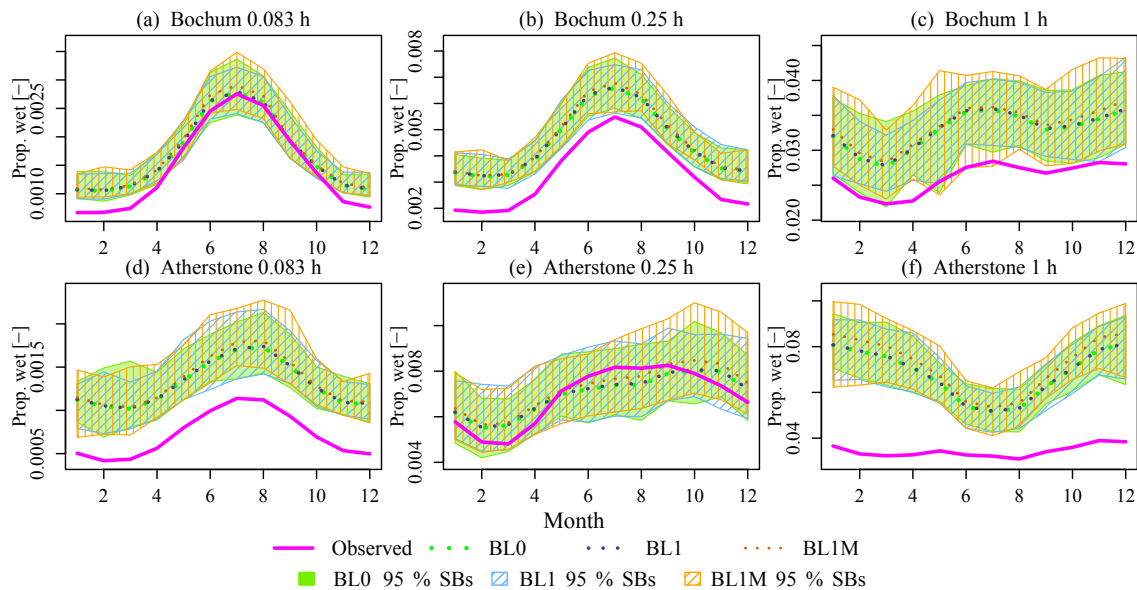 (a) Bochum 0.083 h
(b) Bochum 0.25 h
(c) Bochum 1 h
Prop. wet [−]
0.0010
0.0025
Prop. wet [−]
0.002
0.005
0.008
Prop. wet [−]
0.020
0.030
0.040
2 4 6 8 10 12
2 4 6 8 10 12
2 4 6 8 10 12
(d) Atherstone 0.083 h
(e) Atherstone 0.25 h
(f) Atherstone 1 h
Prop. wet [−]
0.0005
0.0015
Prop. wet [−]
0.004
0.008
Prop. wet [−]
0.04
0.08
2 4 6 8 10 12
2 4 6 8 10 12
2 4 6 8 10 12
Month
Observed BL0 BL1 BL1M
BL0 95 % SBs BL1 95 % SBs BL1M 95 % SBs